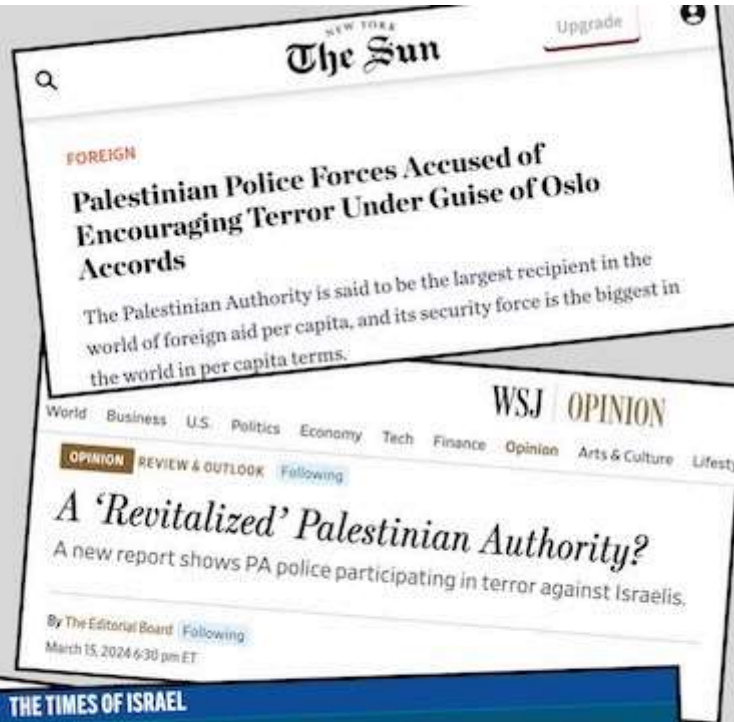 NEW YORK
The Sun
Upgrade
FOREIGN
Palestinian Police Forces Accused of
Encouraging Terror Under Guise of Oslo
Accords
The Palestinian Authority is said to be the largest recipient in the
world of foreign aid per capita, and its security force is the biggest in
the world in per capita terms.
WSJ | OPINION
World Business U.S. Politics Economy Tech Finance Opinion Arts & Culture Lifesty
OPINION REVIEW & OUTLOOK Following
A ‘Revitalized’ Palestinian Authority?
A new report shows PA police participating in terror against Israelis.
By The Editorial Board Following
March 15, 2024 6:30 pm ET
THE TIMES OF ISRAEL